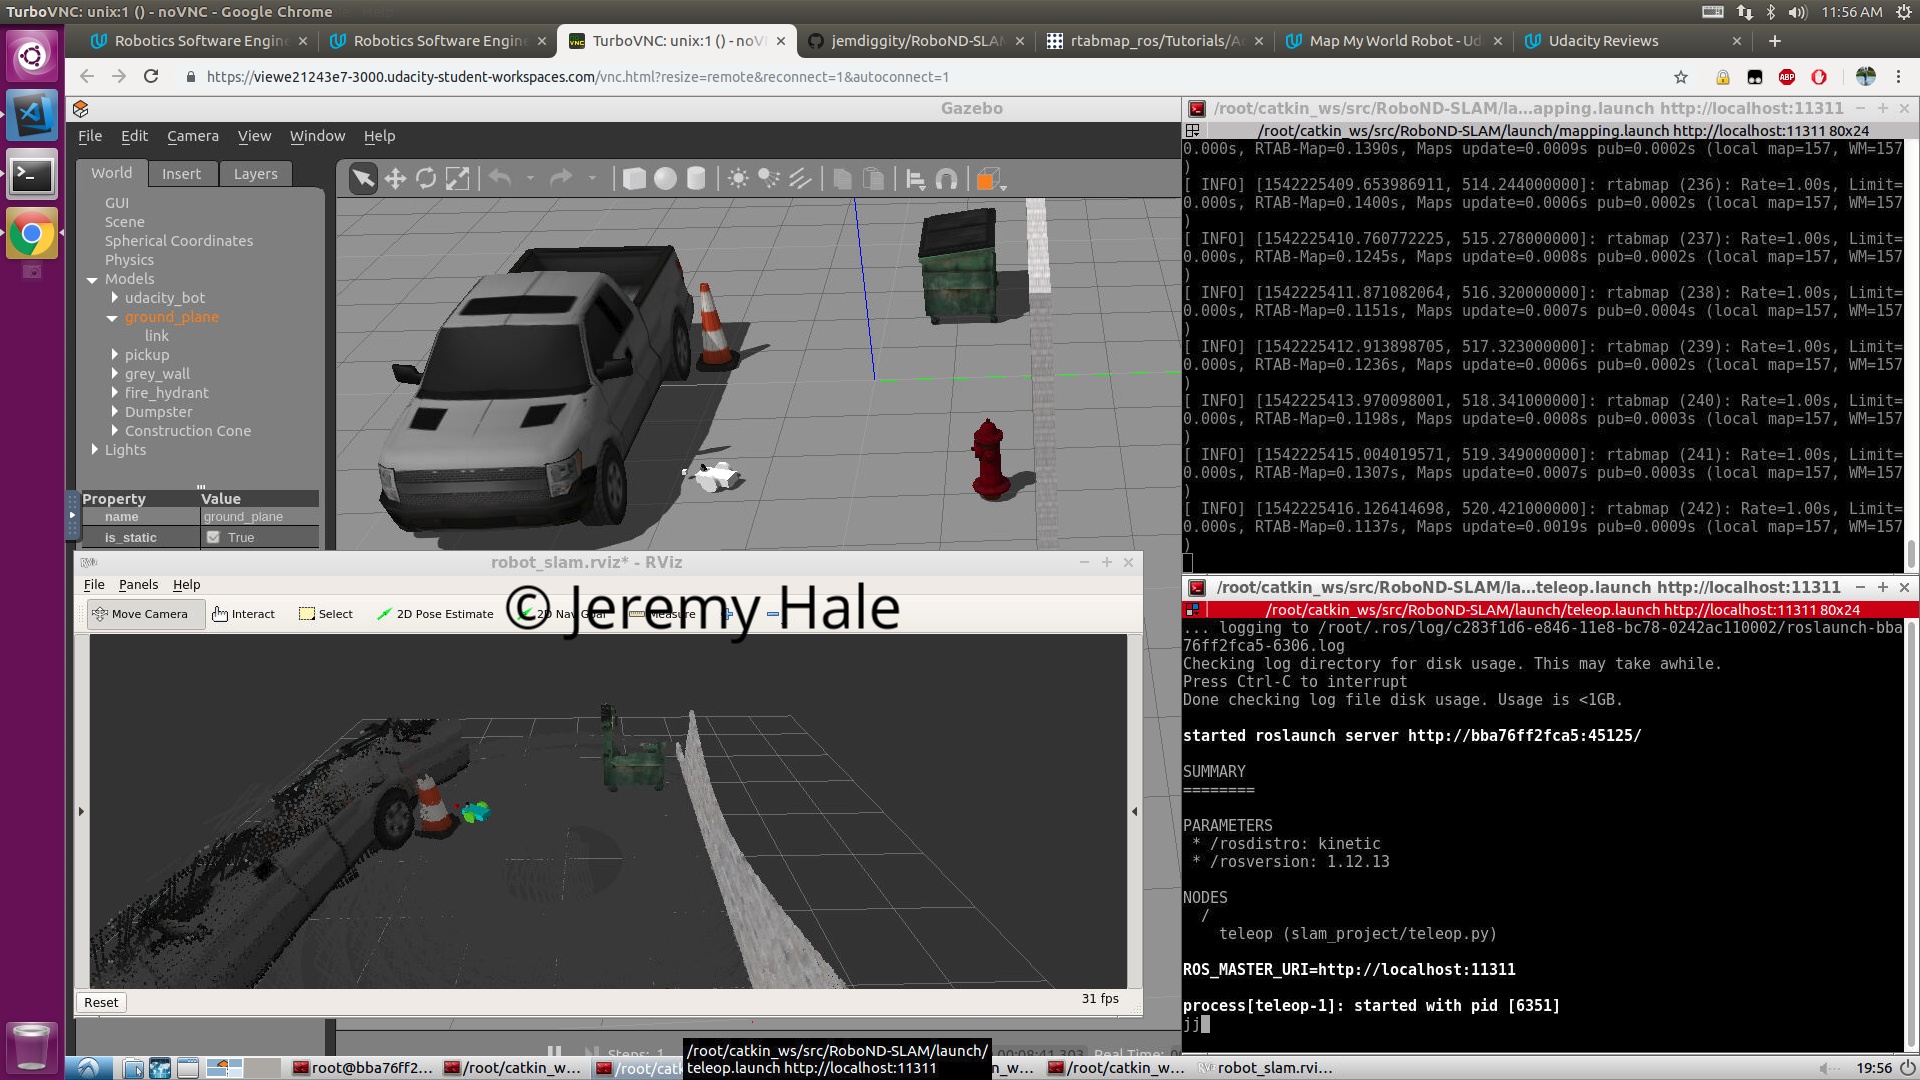 TurboVNC: unix:1 () - noVNC - Google Chrome
11:56 AM
Robotics Software Engin
Robotics Software Engin
TurboVNC: unix:1 () - noV
jemdiggity/RoboND-SLAM
rtabmap_ros/Tutorials/A
Map My World Robot - Ud
Udacity Reviews
https://viewe21243e7-3000.udacity-student-workspaces.com/vnc.html?resize=remote&reconnect=1&autoconnect=1
ABP
Gazebo
File Edit Camera View Window Help
World Insert Layers
GUI
Scene
Spherical Coordinates
Physics
Models
udacity_bot
ground_plane
link
pickup
grey_wall
fire_hydrant
Dumpster
Construction Cone
Lights
Property Value
name ground_plane
is_static True
robot_slam.rviz* - RViz
File Panels Help
Move Camera Interact Select 2D Pose Estimate 2D Nav Goal Measure
© Jeremy Hale
Reset
31 fps
Steps: 1
00:08:41.303 Real Time:
/root/catkin_ws/src/RoboND-SLAM/la...apping.launch http://localhost:11311
/root/catkin_ws/src/RoboND-SLAM/launch/mapping.launch http://localhost:11311 80x24
0.000s, RTAB-Map=0.1390s, Maps update=0.0009s pub=0.0002s (local map=157, WM=157
)
[ INFO] [1542225409.653986911, 514.244000000]: rtabmap (236): Rate=1.00s, Limit=
0.000s, RTAB-Map=0.1400s, Maps update=0.0006s pub=0.0002s (local map=157, WM=157
)
[ INFO] [1542225410.760772225, 515.278000000]: rtabmap (237): Rate=1.00s, Limit=
0.000s, RTAB-Map=0.1245s, Maps update=0.0008s pub=0.0002s (local map=157, WM=157
)
[ INFO] [1542225411.871082064, 516.320000000]: rtabmap (238): Rate=1.00s, Limit=
0.000s, RTAB-Map=0.1151s, Maps update=0.0007s pub=0.0004s (local map=157, WM=157
)
[ INFO] [1542225412.913898705, 517.323000000]: rtabmap (239): Rate=1.00s, Limit=
0.000s, RTAB-Map=0.1236s, Maps update=0.0006s pub=0.0002s (local map=157, WM=157
)
[ INFO] [1542225413.970098001, 518.341000000]: rtabmap (240): Rate=1.00s, Limit=
0.000s, RTAB-Map=0.1198s, Maps update=0.0008s pub=0.0003s (local map=157, WM=157
)
[ INFO] [1542225415.004019571, 519.349000000]: rtabmap (241): Rate=1.00s, Limit=
0.000s, RTAB-Map=0.1307s, Maps update=0.0007s pub=0.0003s (local map=157, WM=157
)
[ INFO] [1542225416.126414698, 520.421000000]: rtabmap (242): Rate=1.00s, Limit=
0.000s, RTAB-Map=0.1137s, Maps update=0.0019s pub=0.0009s (local map=157, WM=157
)
/root/catkin_ws/src/RoboND-SLAM/la...teleop.launch http://localhost:11311
/root/catkin_ws/src/RoboND-SLAM/launch/teleop.launch http://localhost:11311 80x24
... logging to /root/.ros/log/c283f1d6-e846-11e8-bc78-0242ac110002/roslaunch-bba
76ff2fca5-6306.log
Checking log directory for disk usage. This may take awhile.
Press Ctrl-C to interrupt
Done checking log file disk usage. Usage is <1GB.
started roslaunch server http://bba76ff2fca5:45125/
SUMMARY
========
PARAMETERS
* /rosdistro: kinetic
* /rosversion: 1.12.13
NODES
/
teleop (slam_project/teleop.py)
ROS_MASTER_URI=http://localhost:11311
process[teleop-1]: started with pid [6351]
jj
/root/catkin_ws/src/RoboND-SLAM/launch/
teleop.launch http://localhost:11311
root@bba76ff2... /root/catkin_w... /root/cat n_w... /root/catkin_w... robot_slam.rvi... 19:56